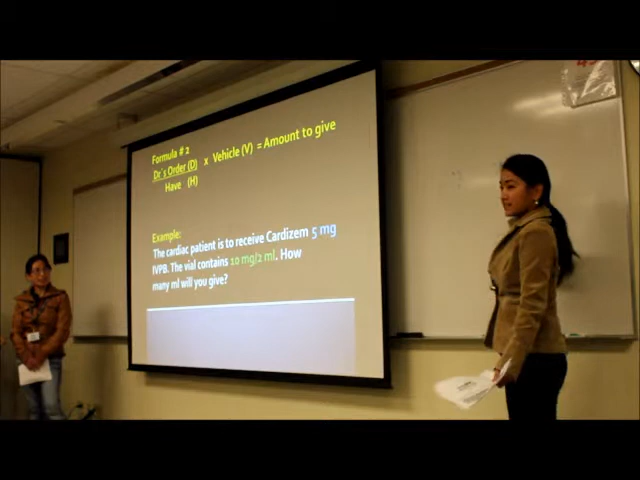 Formula # 2
Dr's Order (D) x Vehicle (V) = Amount to give
Have (H)
Example:
The cardiac patient is to receive Cardizem 5 mg
IVPB. The vial contains 10 mg/2 ml. How
many ml will you give?